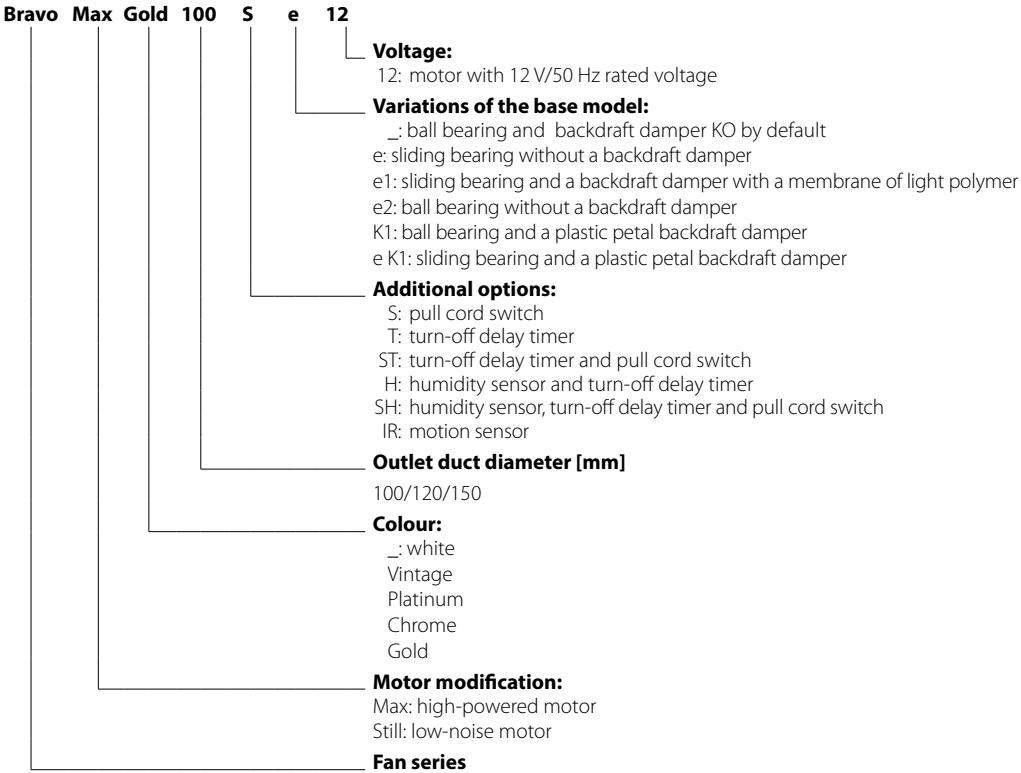 Bravo Max Gold 100 S e 12
Voltage:
12: motor with 12 V/50 Hz rated voltage
Variations of the base model:
_: ball bearing and backdraft damper KO by default
e: sliding bearing without a backdraft damper
e1: sliding bearing and a backdraft damper with a membrane of light polymer
e2: ball bearing without a backdraft damper
K1: ball bearing and a plastic petal backdraft damper
e K1: sliding bearing and a plastic petal backdraft damper
Additional options:
S: pull cord switch
T: turn-off delay timer
ST: turn-off delay timer and pull cord switch
H: humidity sensor and turn-off delay timer
SH: humidity sensor, turn-off delay timer and pull cord switch
IR: motion sensor
Outlet duct diameter [mm]
100/120/150
Colour:
_: white
Vintage
Platinum
Chrome
Gold
Motor modification:
Max: high-powered motor
Still: low-noise motor
Fan series